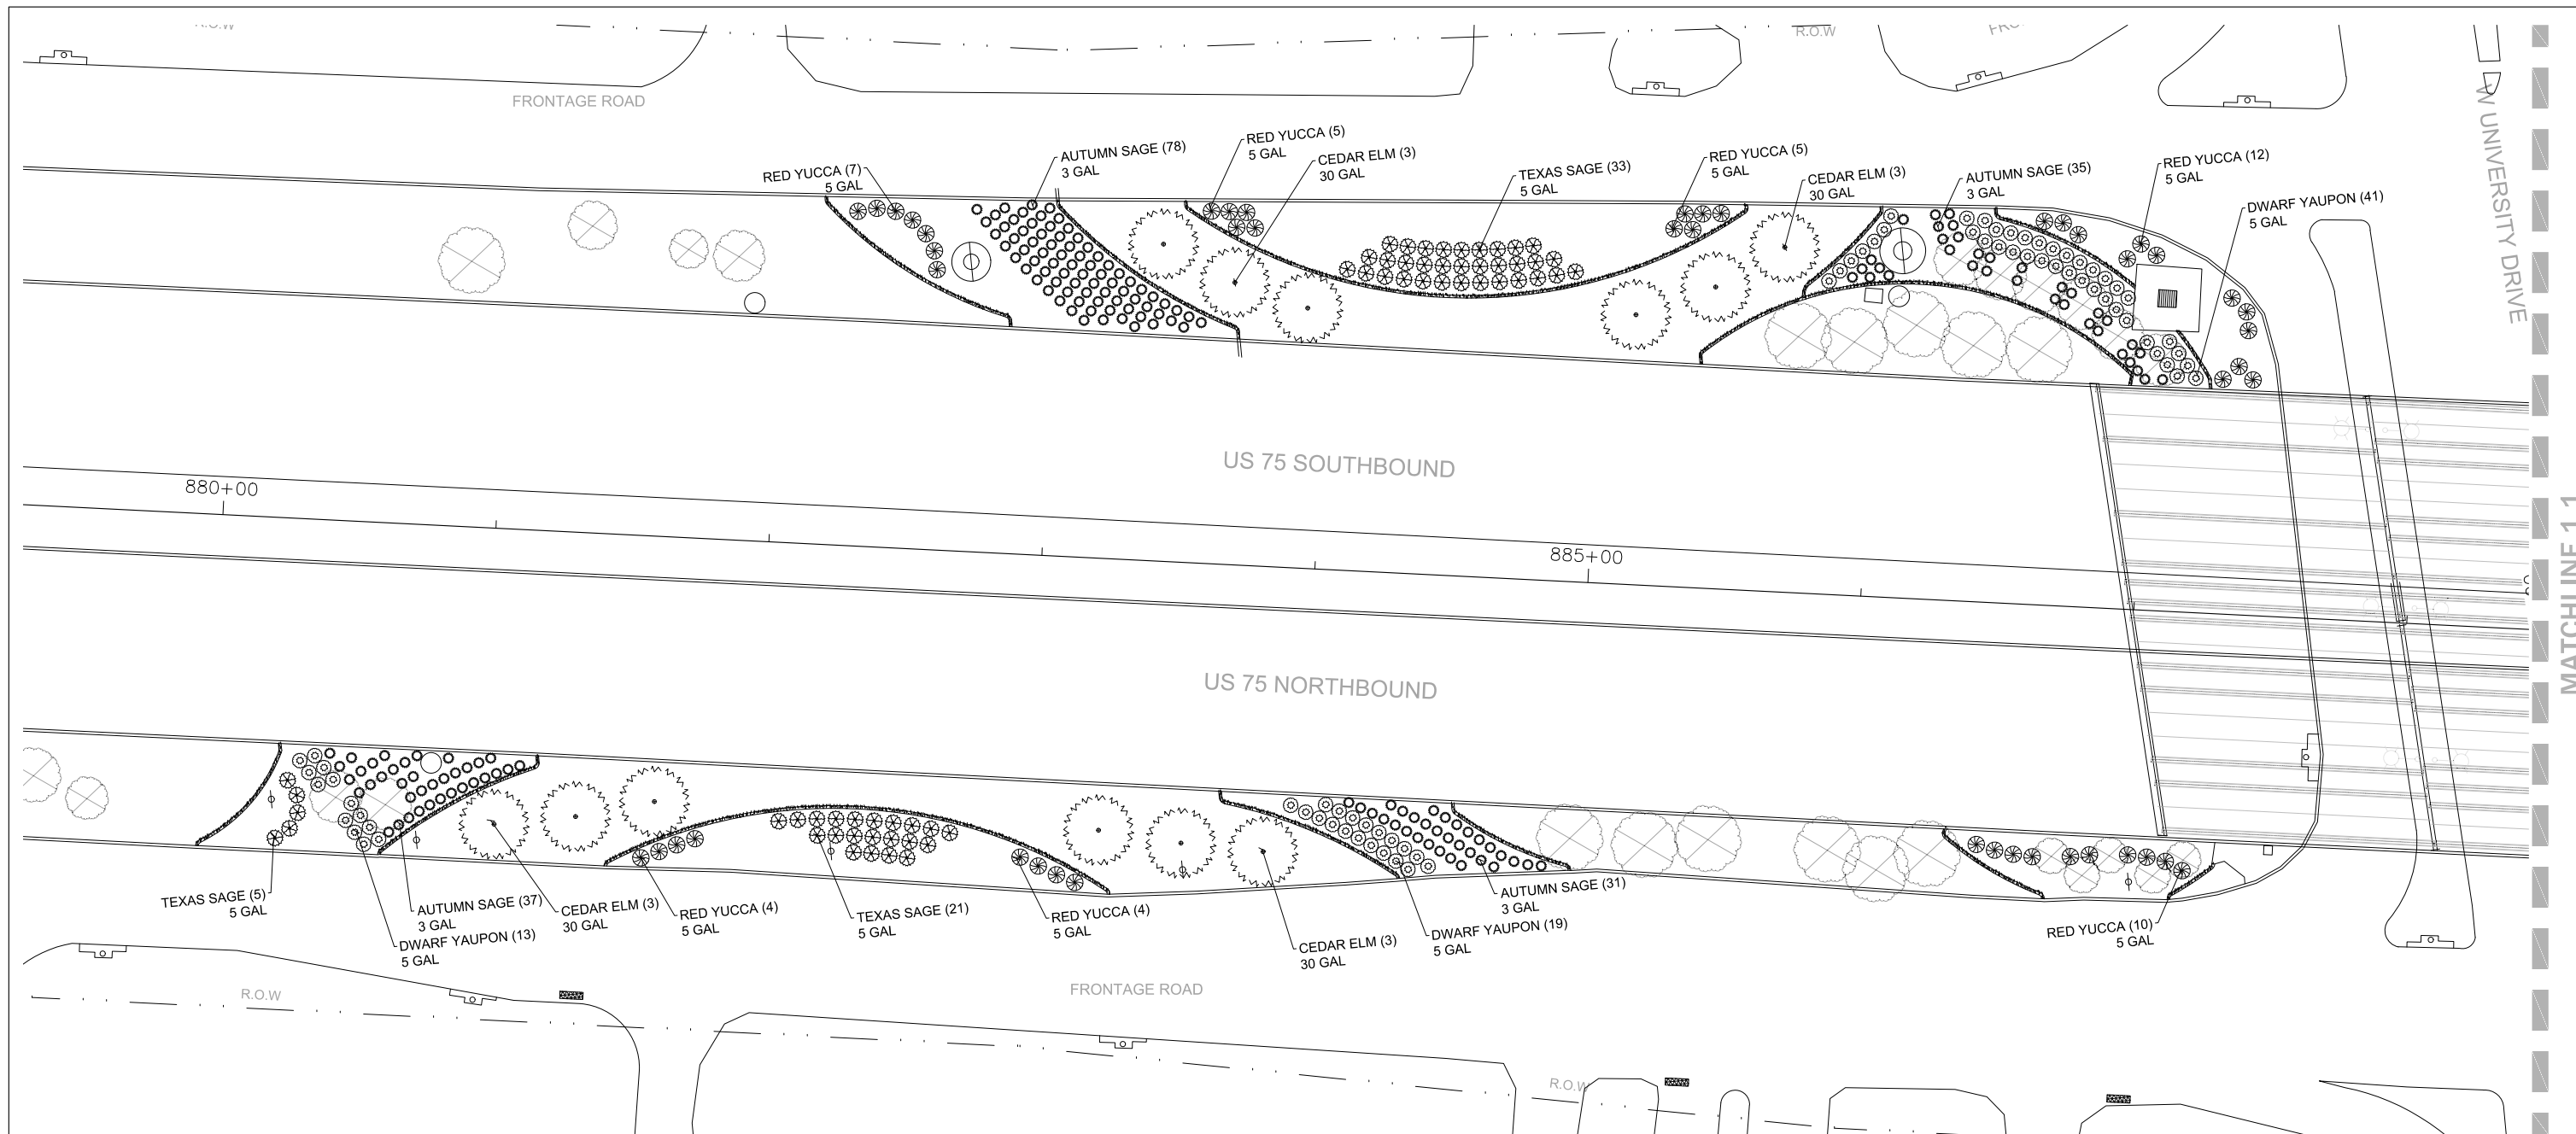 R.O.W
R.O.W
FRONTAGE ROAD
W UNIVERSITY DRIVE
RED YUCCA (7)
5 GAL
AUTUMN SAGE (78)
3 GAL
RED YUCCA (5)
5 GAL
CEDAR ELM (3)
30 GAL
TEXAS SAGE (33)
5 GAL
RED YUCCA (5)
5 GAL
CEDAR ELM (3)
30 GAL
AUTUMN SAGE (35)
3 GAL
RED YUCCA (12)
5 GAL
DWARF YAUPON (41)
5 GAL
US 75 SOUTHBOUND
880+00
885+00
US 75 NORTHBOUND
TEXAS SAGE (5)
5 GAL
AUTUMN SAGE (37)
3 GAL
DWARF YAUPON (13)
5 GAL
CEDAR ELM (3)
30 GAL
RED YUCCA (4)
5 GAL
TEXAS SAGE (21)
5 GAL
RED YUCCA (4)
5 GAL
CEDAR ELM (3)
30 GAL
DWARF YAUPON (19)
5 GAL
AUTUMN SAGE (31)
3 GAL
RED YUCCA (10)
5 GAL
R.O.W
FRONTAGE ROAD
R.O.W
MATCHLINE 1.1